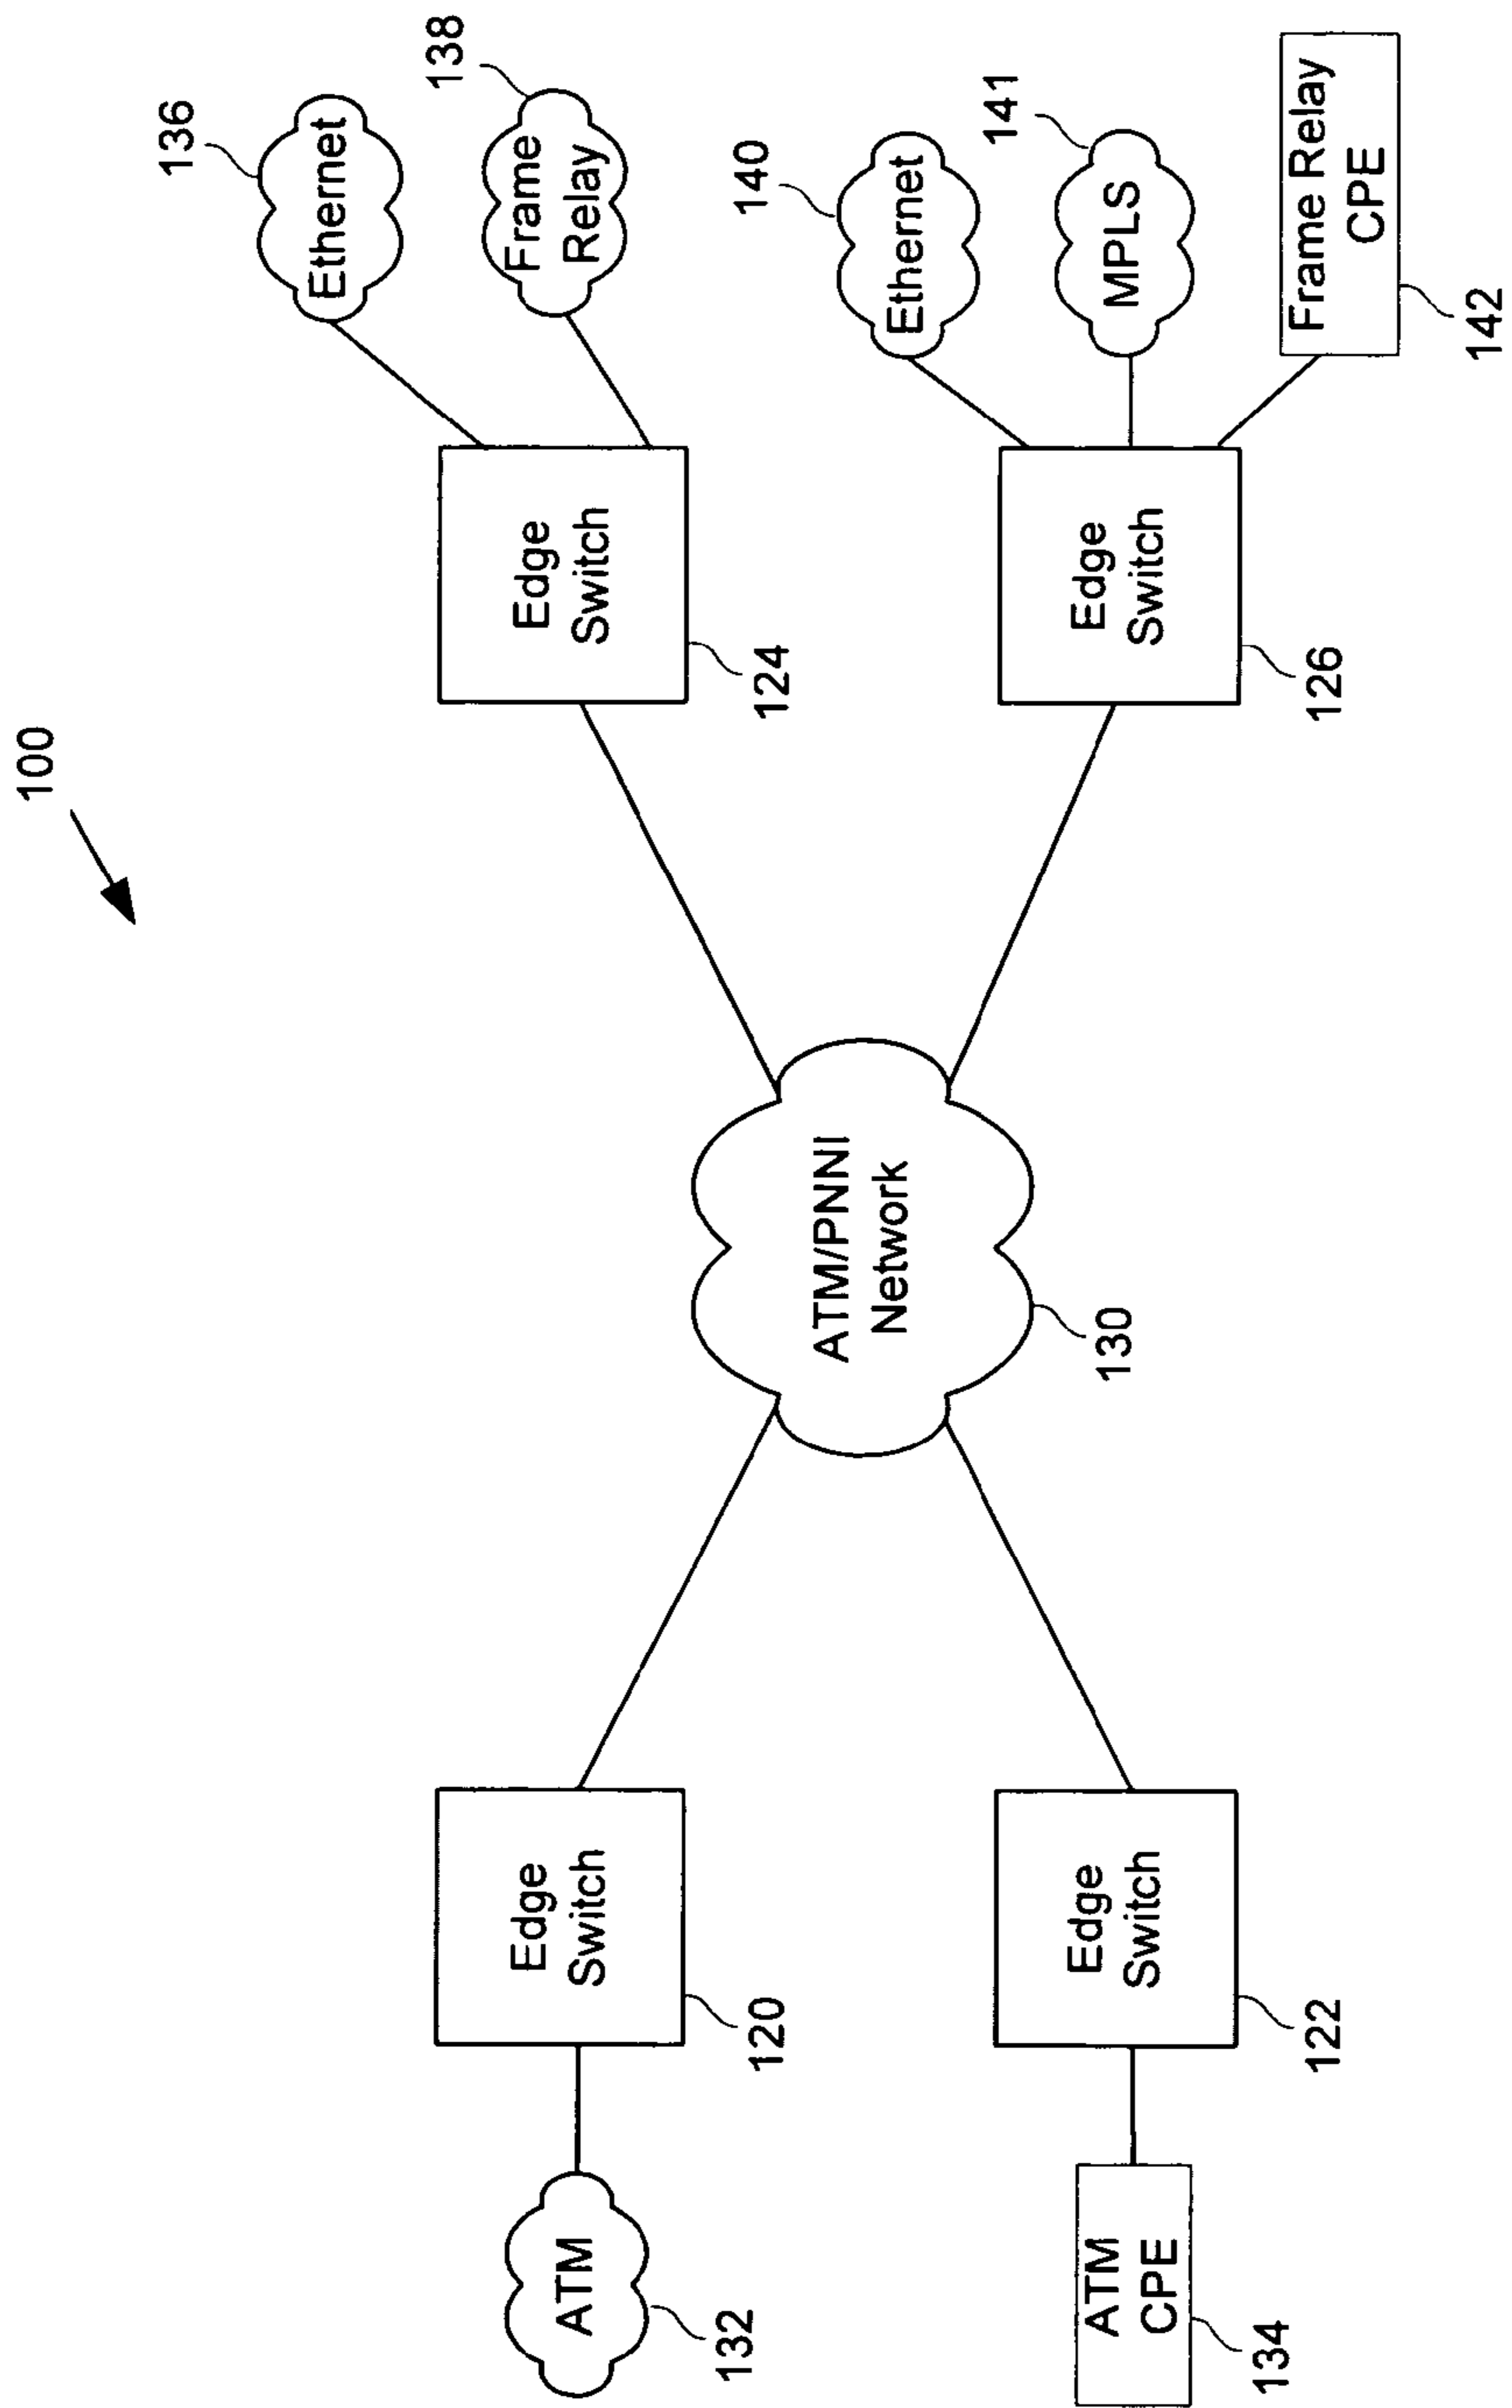 100
136
Ethernet
138
Frame
Relay
Edge
Switch
124
ATM
132
Edge
Switch
120
ATM/PNNI
Network
130
140
Ethernet
141
MPLS
Frame Relay
CPE
142
Edge
Switch
126
ATM
CPE
134
Edge
Switch
122